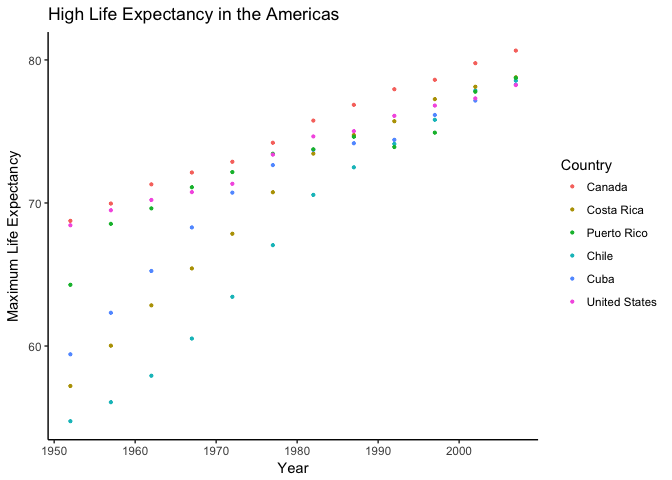 High Life Expectancy in the Americas
Maximum Life Expectancy
80
70
60
1950 1960 1970 1980 1990 2000
Year
Country
Canada
Costa Rica
Puerto Rico
Chile
Cuba
United States